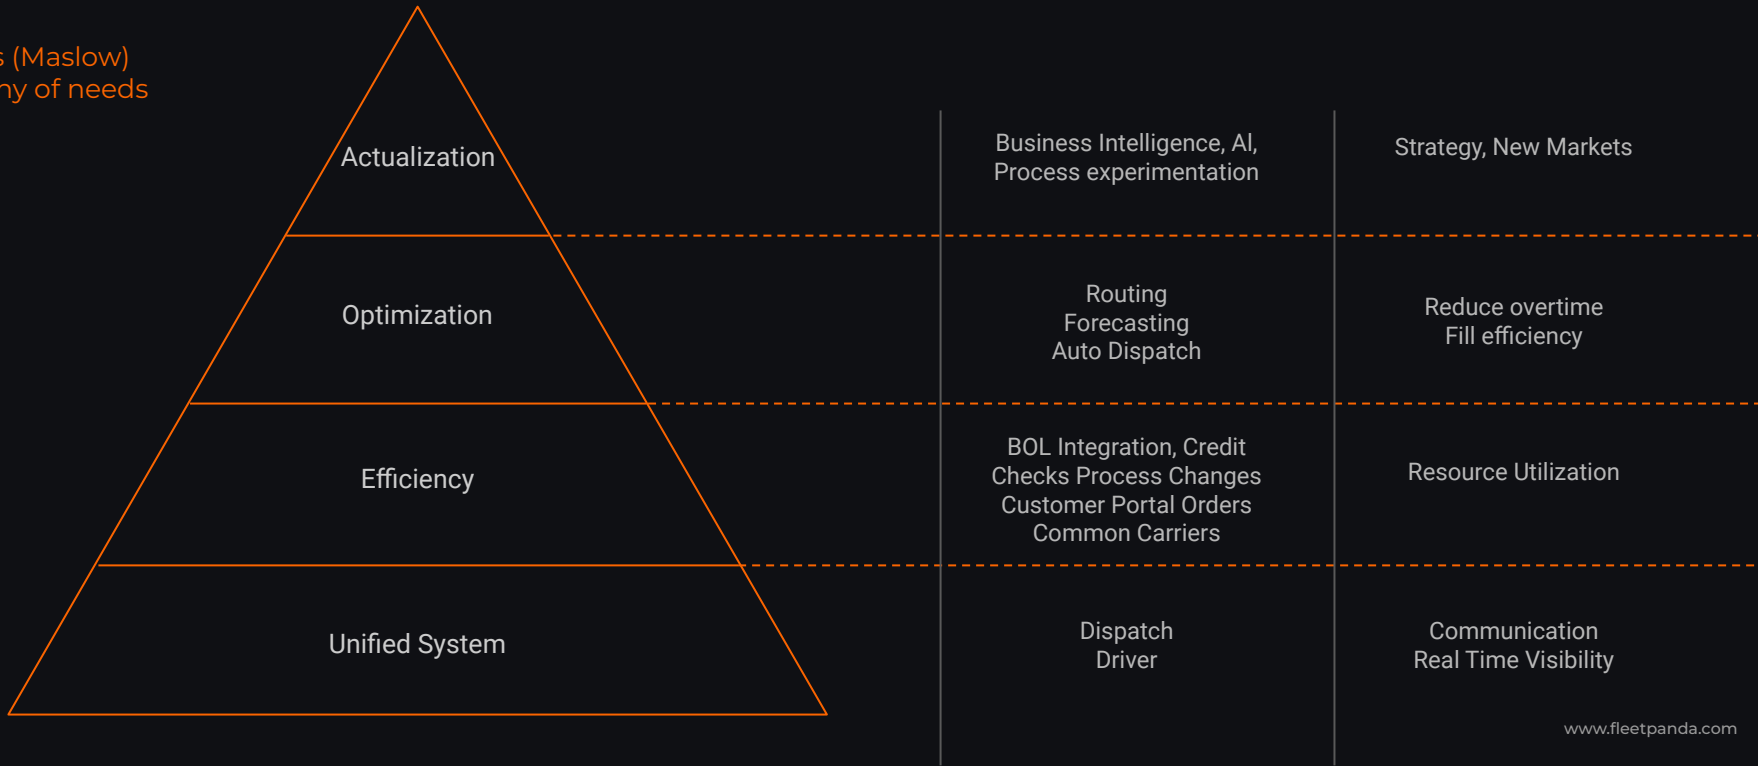 s (Maslow)
ny of needs
Actualization
Business Intelligence, AI,
Process experimentation
Strategy, New Markets
Optimization
Routing
Forecasting
Auto Dispatch
Reduce overtime
Fill efficiency
Efficiency
BOL Integration, Credit
Checks Process Changes
Customer Portal Orders
Common Carriers
Resource Utilization
Unified System
Dispatch
Driver
Communication
Real Time Visibility
www.fleetpanda.com